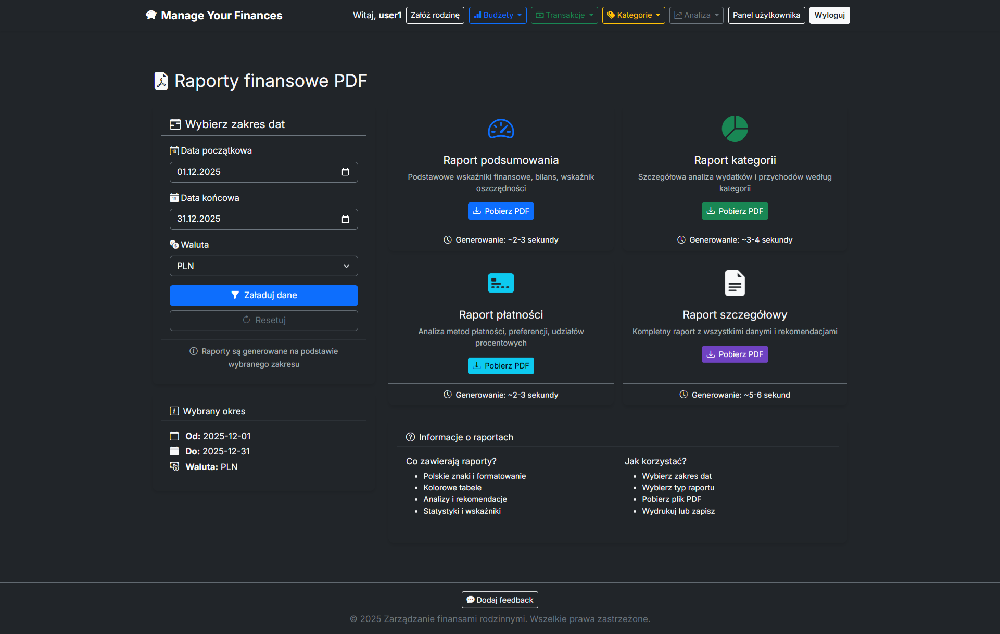 Manage Your Finances
Witaj, user1
Załóż rodzinę
Budżety
Transakcje
Kategorie
Analiza
Panel użytkownika
Wyloguj
Raporty finansowe PDF
Wybierz zakres dat
Data początkowa
01.12.2025
Data końcowa
31.12.2025
Waluta
PLN
Załaduj dane
Resetuj
Raporty są generowane na podstawie
wybranego zakresu
Wybrany okres
Od: 2025-12-01
Do: 2025-12-31
Waluta: PLN
Raport podsumowania
Podstawowe wskaźniki finansowe, bilans, wskaźnik
oszczędności
Pobierz PDF
Generowanie: ~2-3 sekundy
Raport kategorii
Szczegółowa analiza wydatków i przychodów według
kategorii
Pobierz PDF
Generowanie: ~3-4 sekundy
Raport płatności
Analiza metod płatności, preferencji, udziałów
procentowych
Pobierz PDF
Generowanie: ~2-3 sekundy
Raport szczegółowy
Kompletny raport z wszystkimi danymi i rekomendacjami
Pobierz PDF
Generowanie: ~5-6 sekund
Informacje o raportach
Co zawierają raporty?
Polskie znaki i formatowanie
Kolorowe tabele
Analizy i rekomendacje
Statystyki i wskaźniki
Jak korzystać?
Wybierz zakres dat
Wybierz typ raportu
Pobierz plik PDF
Wydrukuj lub zapisz
Dodaj feedback
© 2025 Zarządzanie finansami rodzinnymi. Wszelkie prawa zastrzeżone.